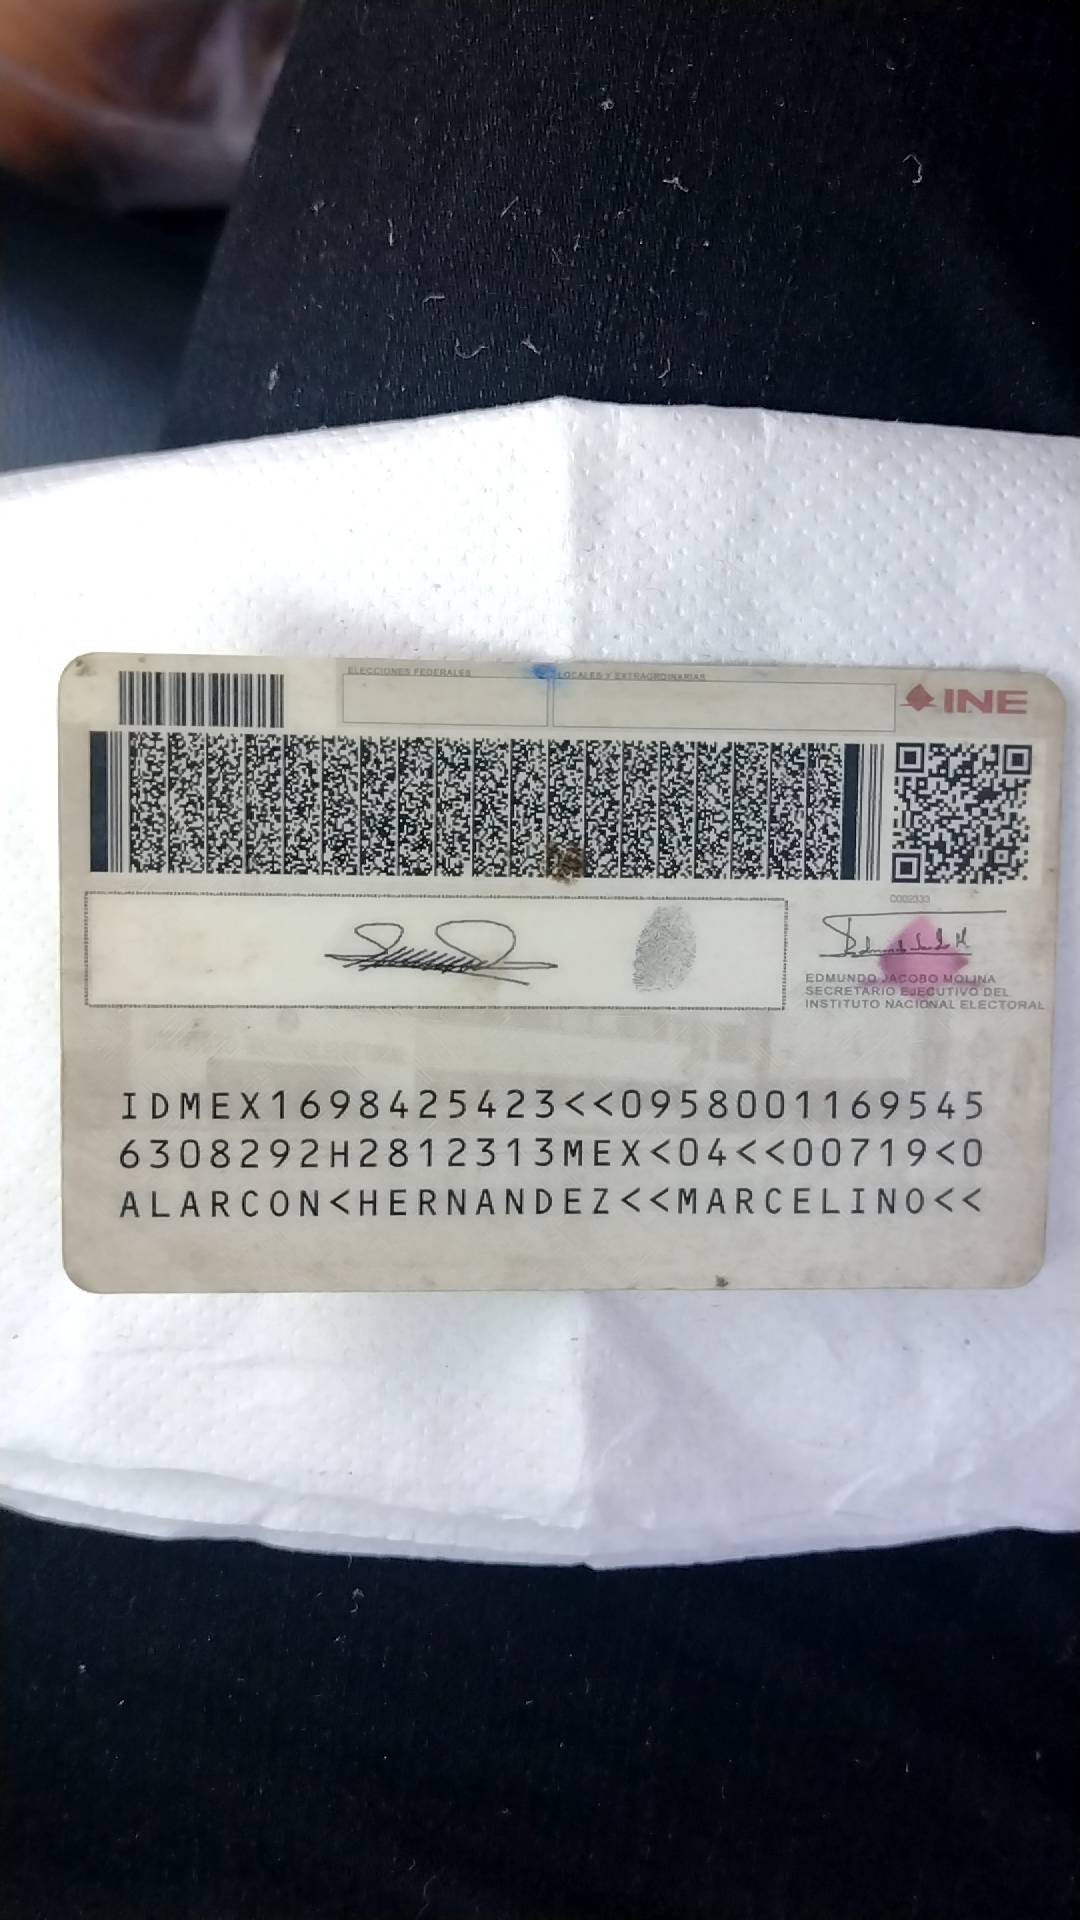 ELECCIONES FEDERALES LOCALES Y EXTRAORDINARIAS
INE
C002333
EDMUNDO JACOBO MOLINA
SECRETARIO EJECUTIVO DEL
INSTITUTO NACIONAL ELECTORAL
IDMEX1698425423<<0958001169545
6308292H2812313MEX<04<<00719<0
ALARCON<HERNANDEZ<<MARCELINO<<